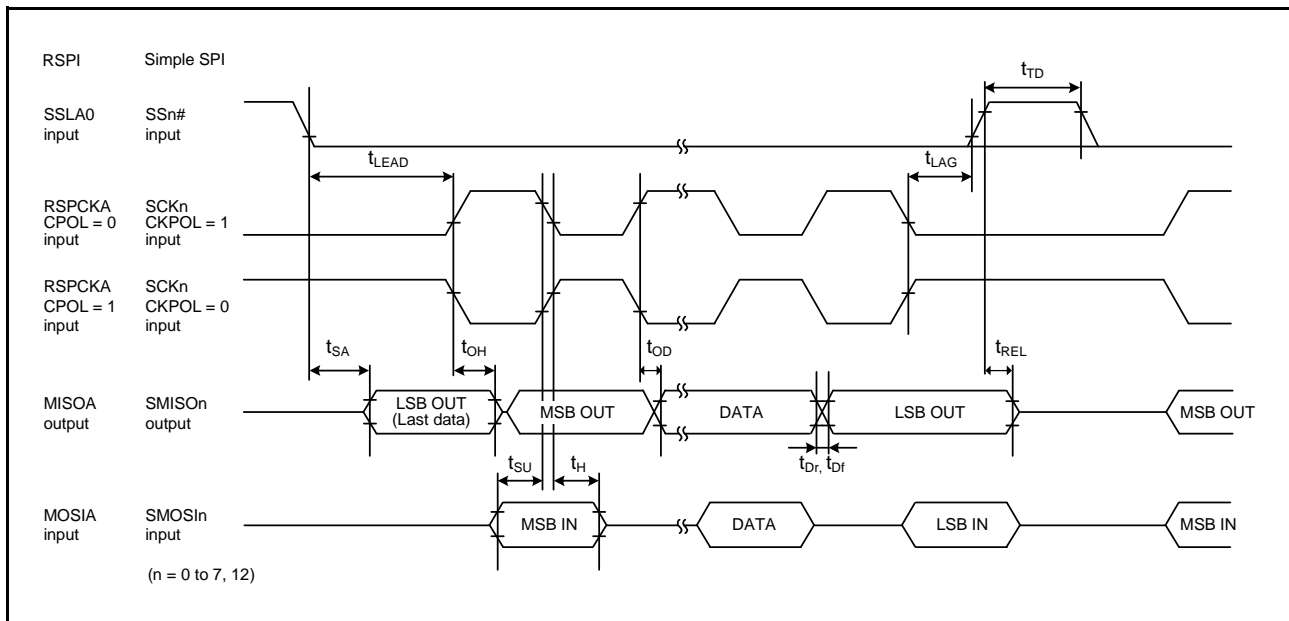 RSPI Simple SPI
tTD
SSLA0 SSn#
input input
tLEAD tLAG
RSPCKA SCKn
CPOL = 0 CKPOL = 1
input input
RSPCKA SCKn
CPOL = 1 CKPOL = 0
input input
tSA tOH tOD tREL
MISOA SMISOn
output output
LSB OUT
(Last data)
MSB OUT DATA LSB OUT MSB OUT
tSU tH tDr, tDf
MOSIA SMOSIn
input input
MSB IN DATA LSB IN MSB IN
(n = 0 to 7, 12)